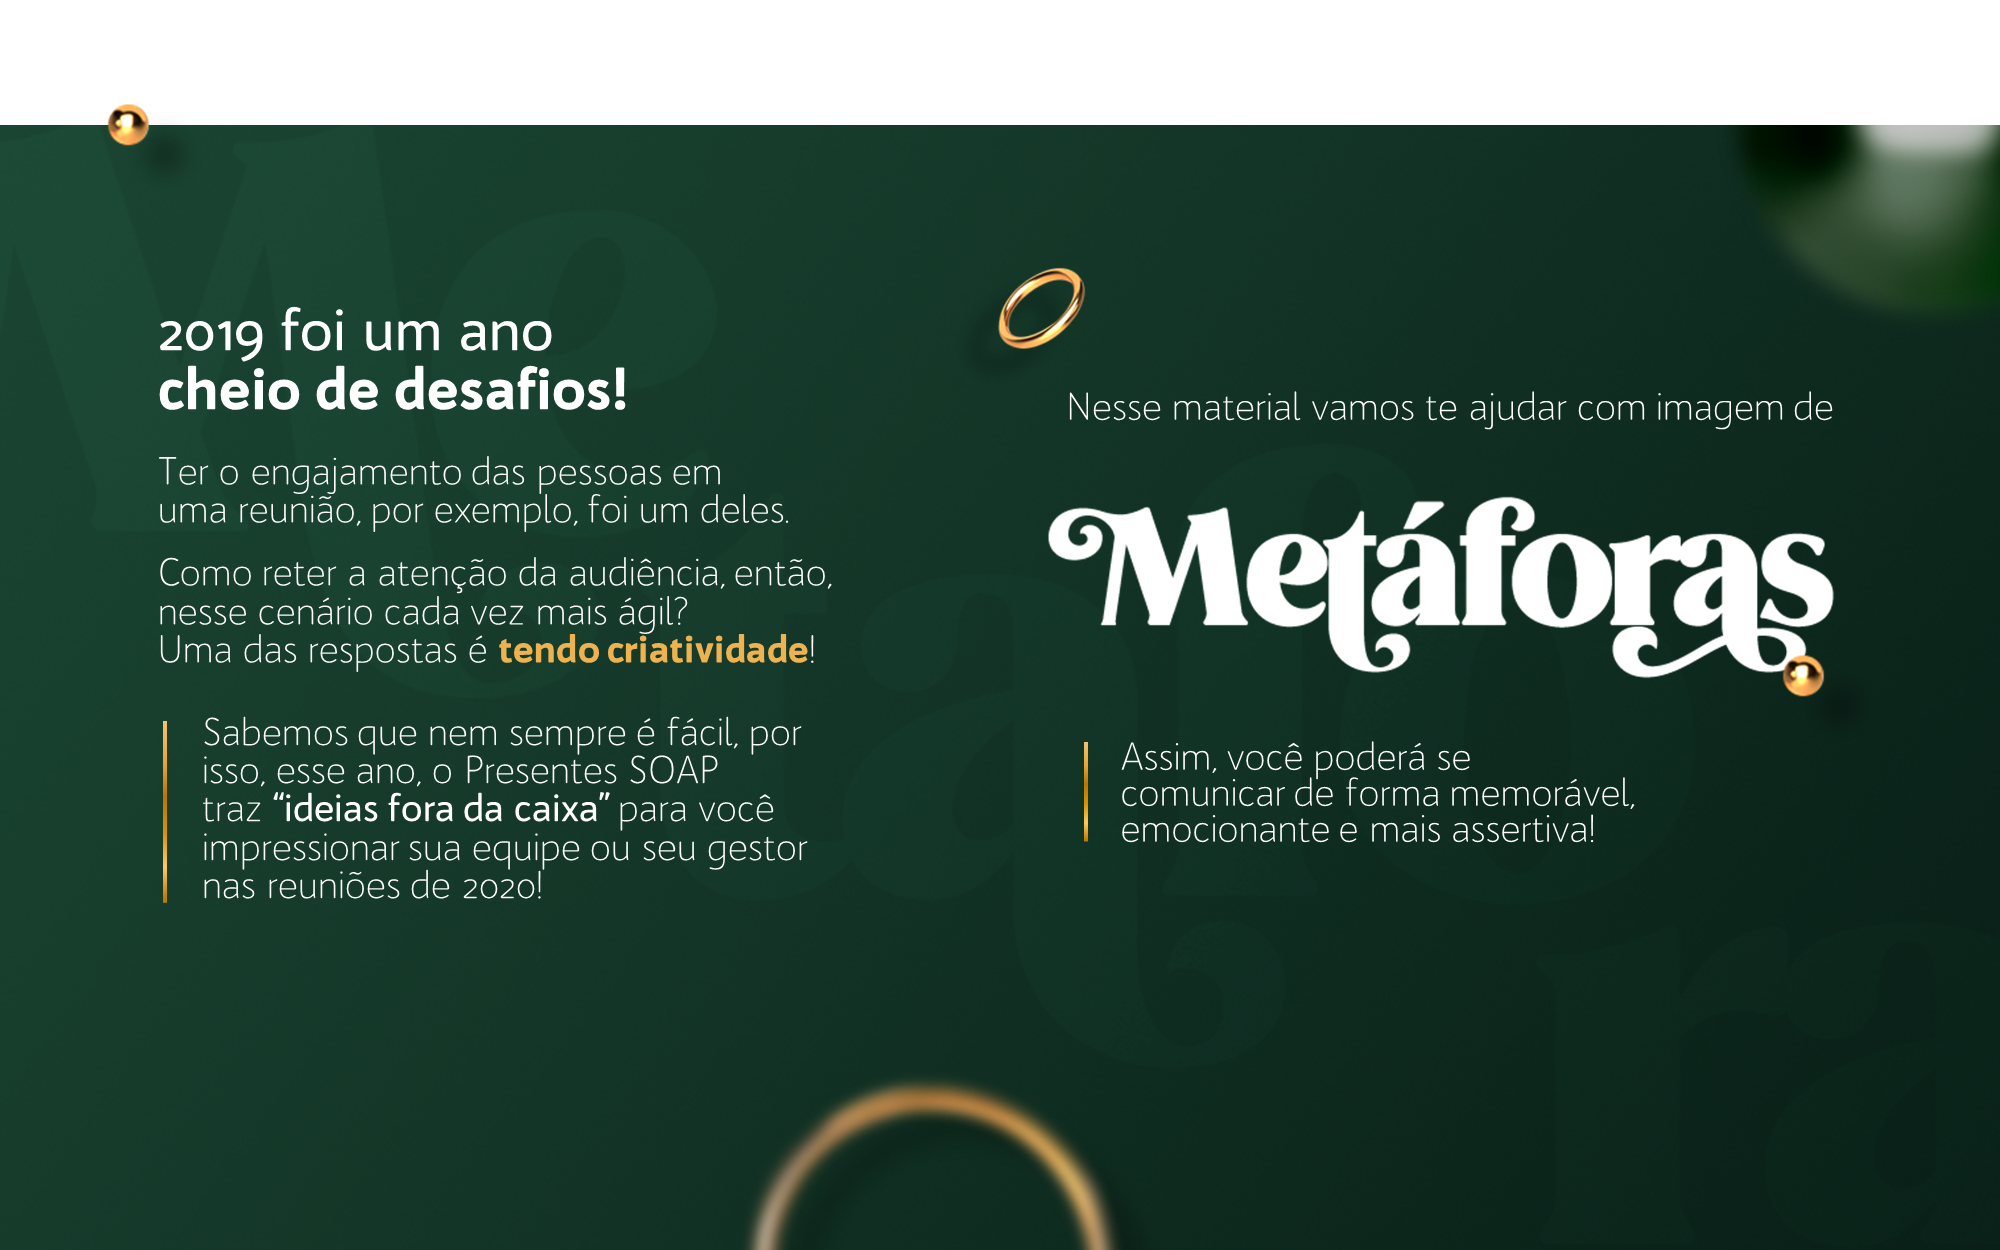 2019 foi um ano
cheio de desafios!
Ter o engajamento das pessoas em
uma reunião, por exemplo, foi um deles.
Como reter a atenção da audiência, então,
nesse cenário cada vez mais ágil?
Uma das respostas é tendo criatividade!
Sabemos que nem sempre é fácil, por
isso, esse ano, o Presentes SOAP
traz “ideias fora da caixa” para você
impressionar sua equipe ou seu gestor
nas reuniões de 2020!
Nesse material vamos te ajudar com imagem de
Metáforas
Assim, você poderá se
comunicar de forma memorável,
emocionante e mais assertiva!